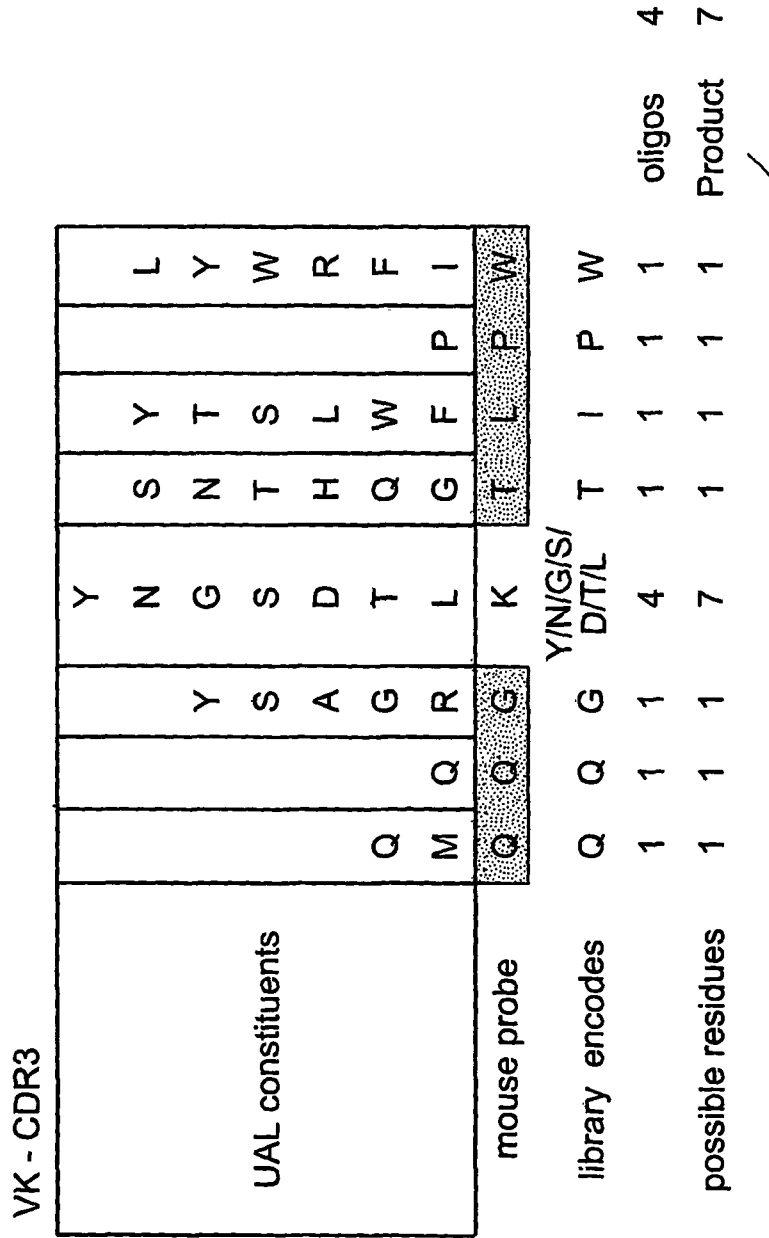 VK - CDR3
Y
N S Y L
Y G N T Y
UAL constituents S S T S W
A D H L R
Q G T Q W F
M Q R L G F P I
mouse probe Q Q G K T L P W
library encodes Q Q G Y/N/G/S/ T I P W
D/T/L
1 1 1 4 1 1 1 1 oligos 4
possible residues 1 1 1 7 1 1 1 1 Product 7